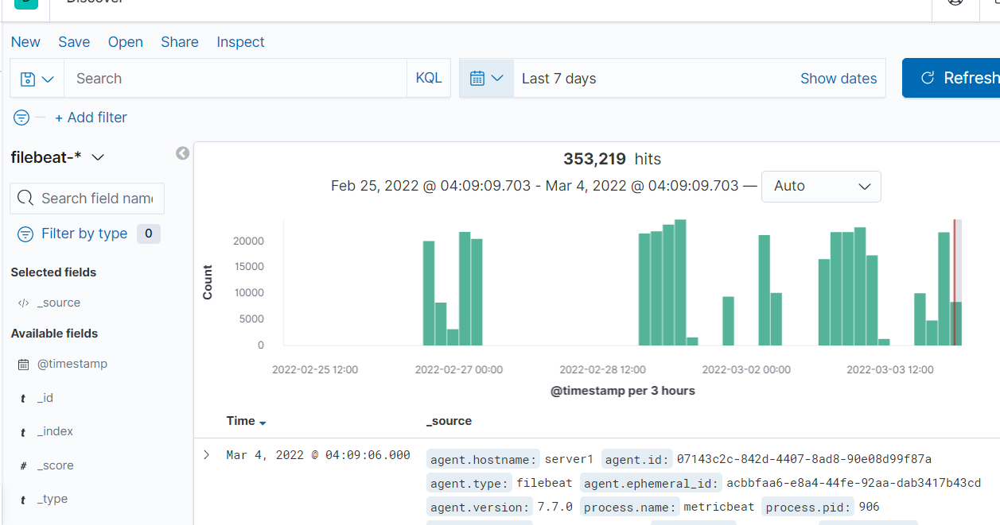 D Discover
New Save Open Share Inspect
Search KQL Last 7 days Show dates Refresh
+ Add filter
filebeat-*
Search field name
Filter by type 0
Selected fields
</> _source
Available fields
@timestamp
t _id
t _index
# _score
t _type
353,219 hits
Feb 25, 2022 @ 04:09:09.703 - Mar 4, 2022 @ 04:09:09.703 — Auto
Count
20000
15000
10000
5000
0
2022-02-25 12:00 2022-02-27 00:00 2022-02-28 12:00 2022-03-02 00:00 2022-03-03 12:00
@timestamp per 3 hours
Time _source
Mar 4, 2022 @ 04:09:06.000 agent.hostname: server1 agent.id: 07143c2c-842d-4407-8ad8-90e08d99f87a
agent.type: filebeat agent.ephemeral_id: acbbfaa6-e8a4-44fe-92aa-dab3417b43cd
agent.version: 7.7.0 process.name: metricbeat process.pid: 906